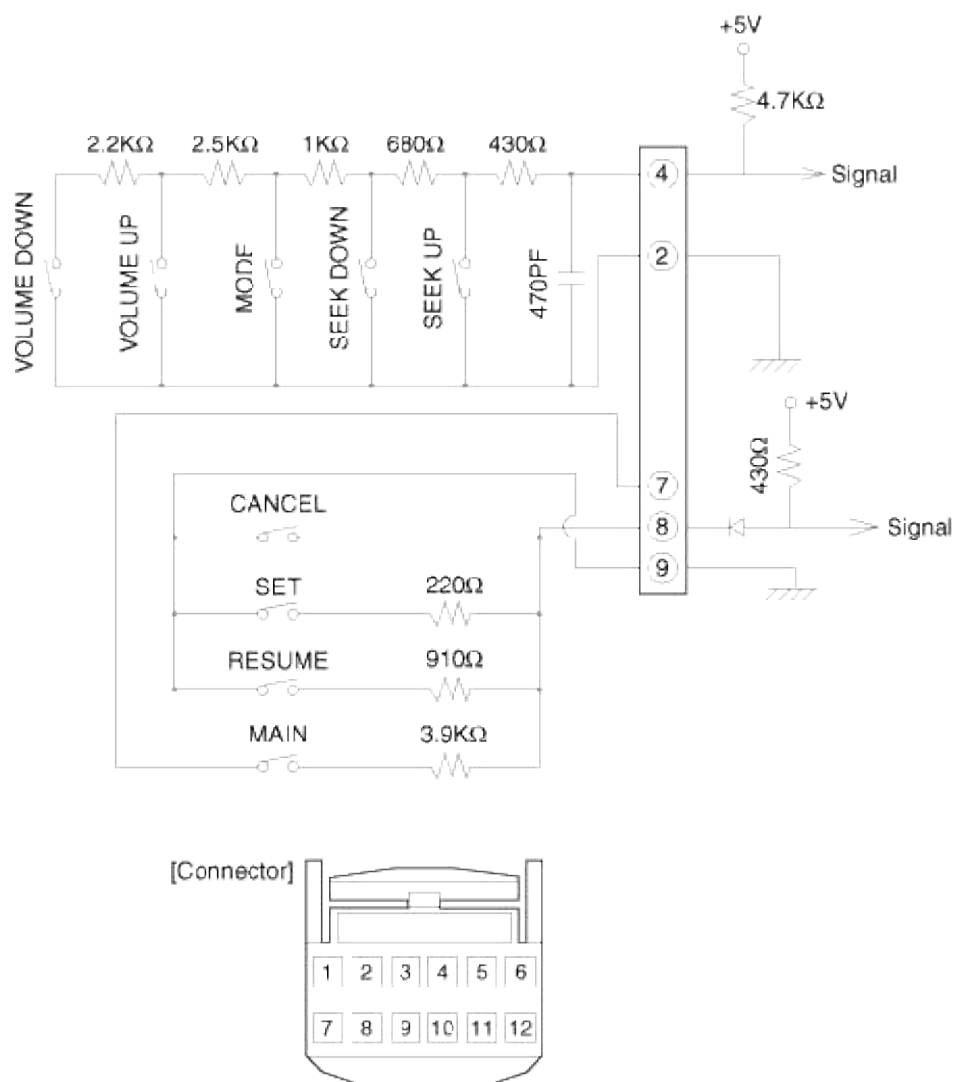 +5V
4.7KΩ
2.2KΩ 2.5KΩ 1KΩ 680Ω 430Ω
4 Signal
VOLUME DOWN
VOLUME UP
MODE
SEEK DOWN
SEEK UP
470PF
2
+5V
430Ω
7
CANCEL
8 Signal
9
SET 220Ω
RESUME 910Ω
MAIN 3.9KΩ
[Connector]
1 2 3 4 5 6
7 8 9 10 11 12